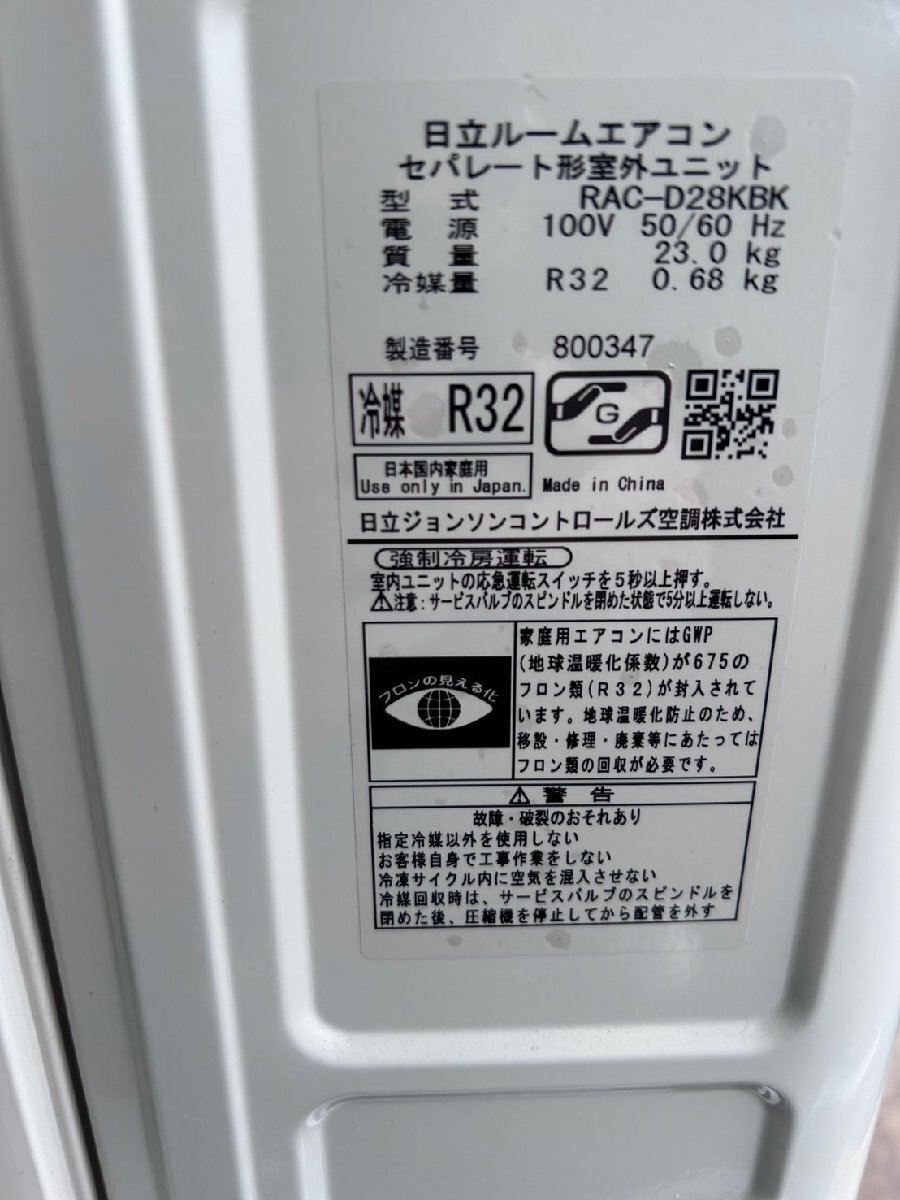 日立ルームエアコン
セパレート形室外ユニット
型 式 RAC-D28KBK
電 源 100V 50/60 Hz
質 量 23.0 kg
冷媒量 R32 0.68 kg
製造番号 800347
冷媒 R32
G
日本国内家庭用
Use only in Japan.
Made in China
日立ジョンソンコントロールズ空調株式会社
強制冷房運転
室内ユニットの応急運転スイッチを5秒以上押す。
⚠注意:サービスバルブのスピンドルを閉めた状態で5分以上運転しない。
フロンの見える化
家庭用エアコンにはGWP
(地球温暖化係数)が675の
フロン類(R32)が封入されて
います。地球温暖化防止のため、
移設・修理・廃棄等にあたっては
フロン類の回収が必要です。
⚠警 告
故障・破裂のおそれあり
指定冷媒以外を使用しない
お客様自身で工事作業をしない
冷凍サイクル内に空気を混入させない
冷媒回収時は、サービスバルブのスピンドルを
閉めた後、圧縮機を停止してから配管を外す